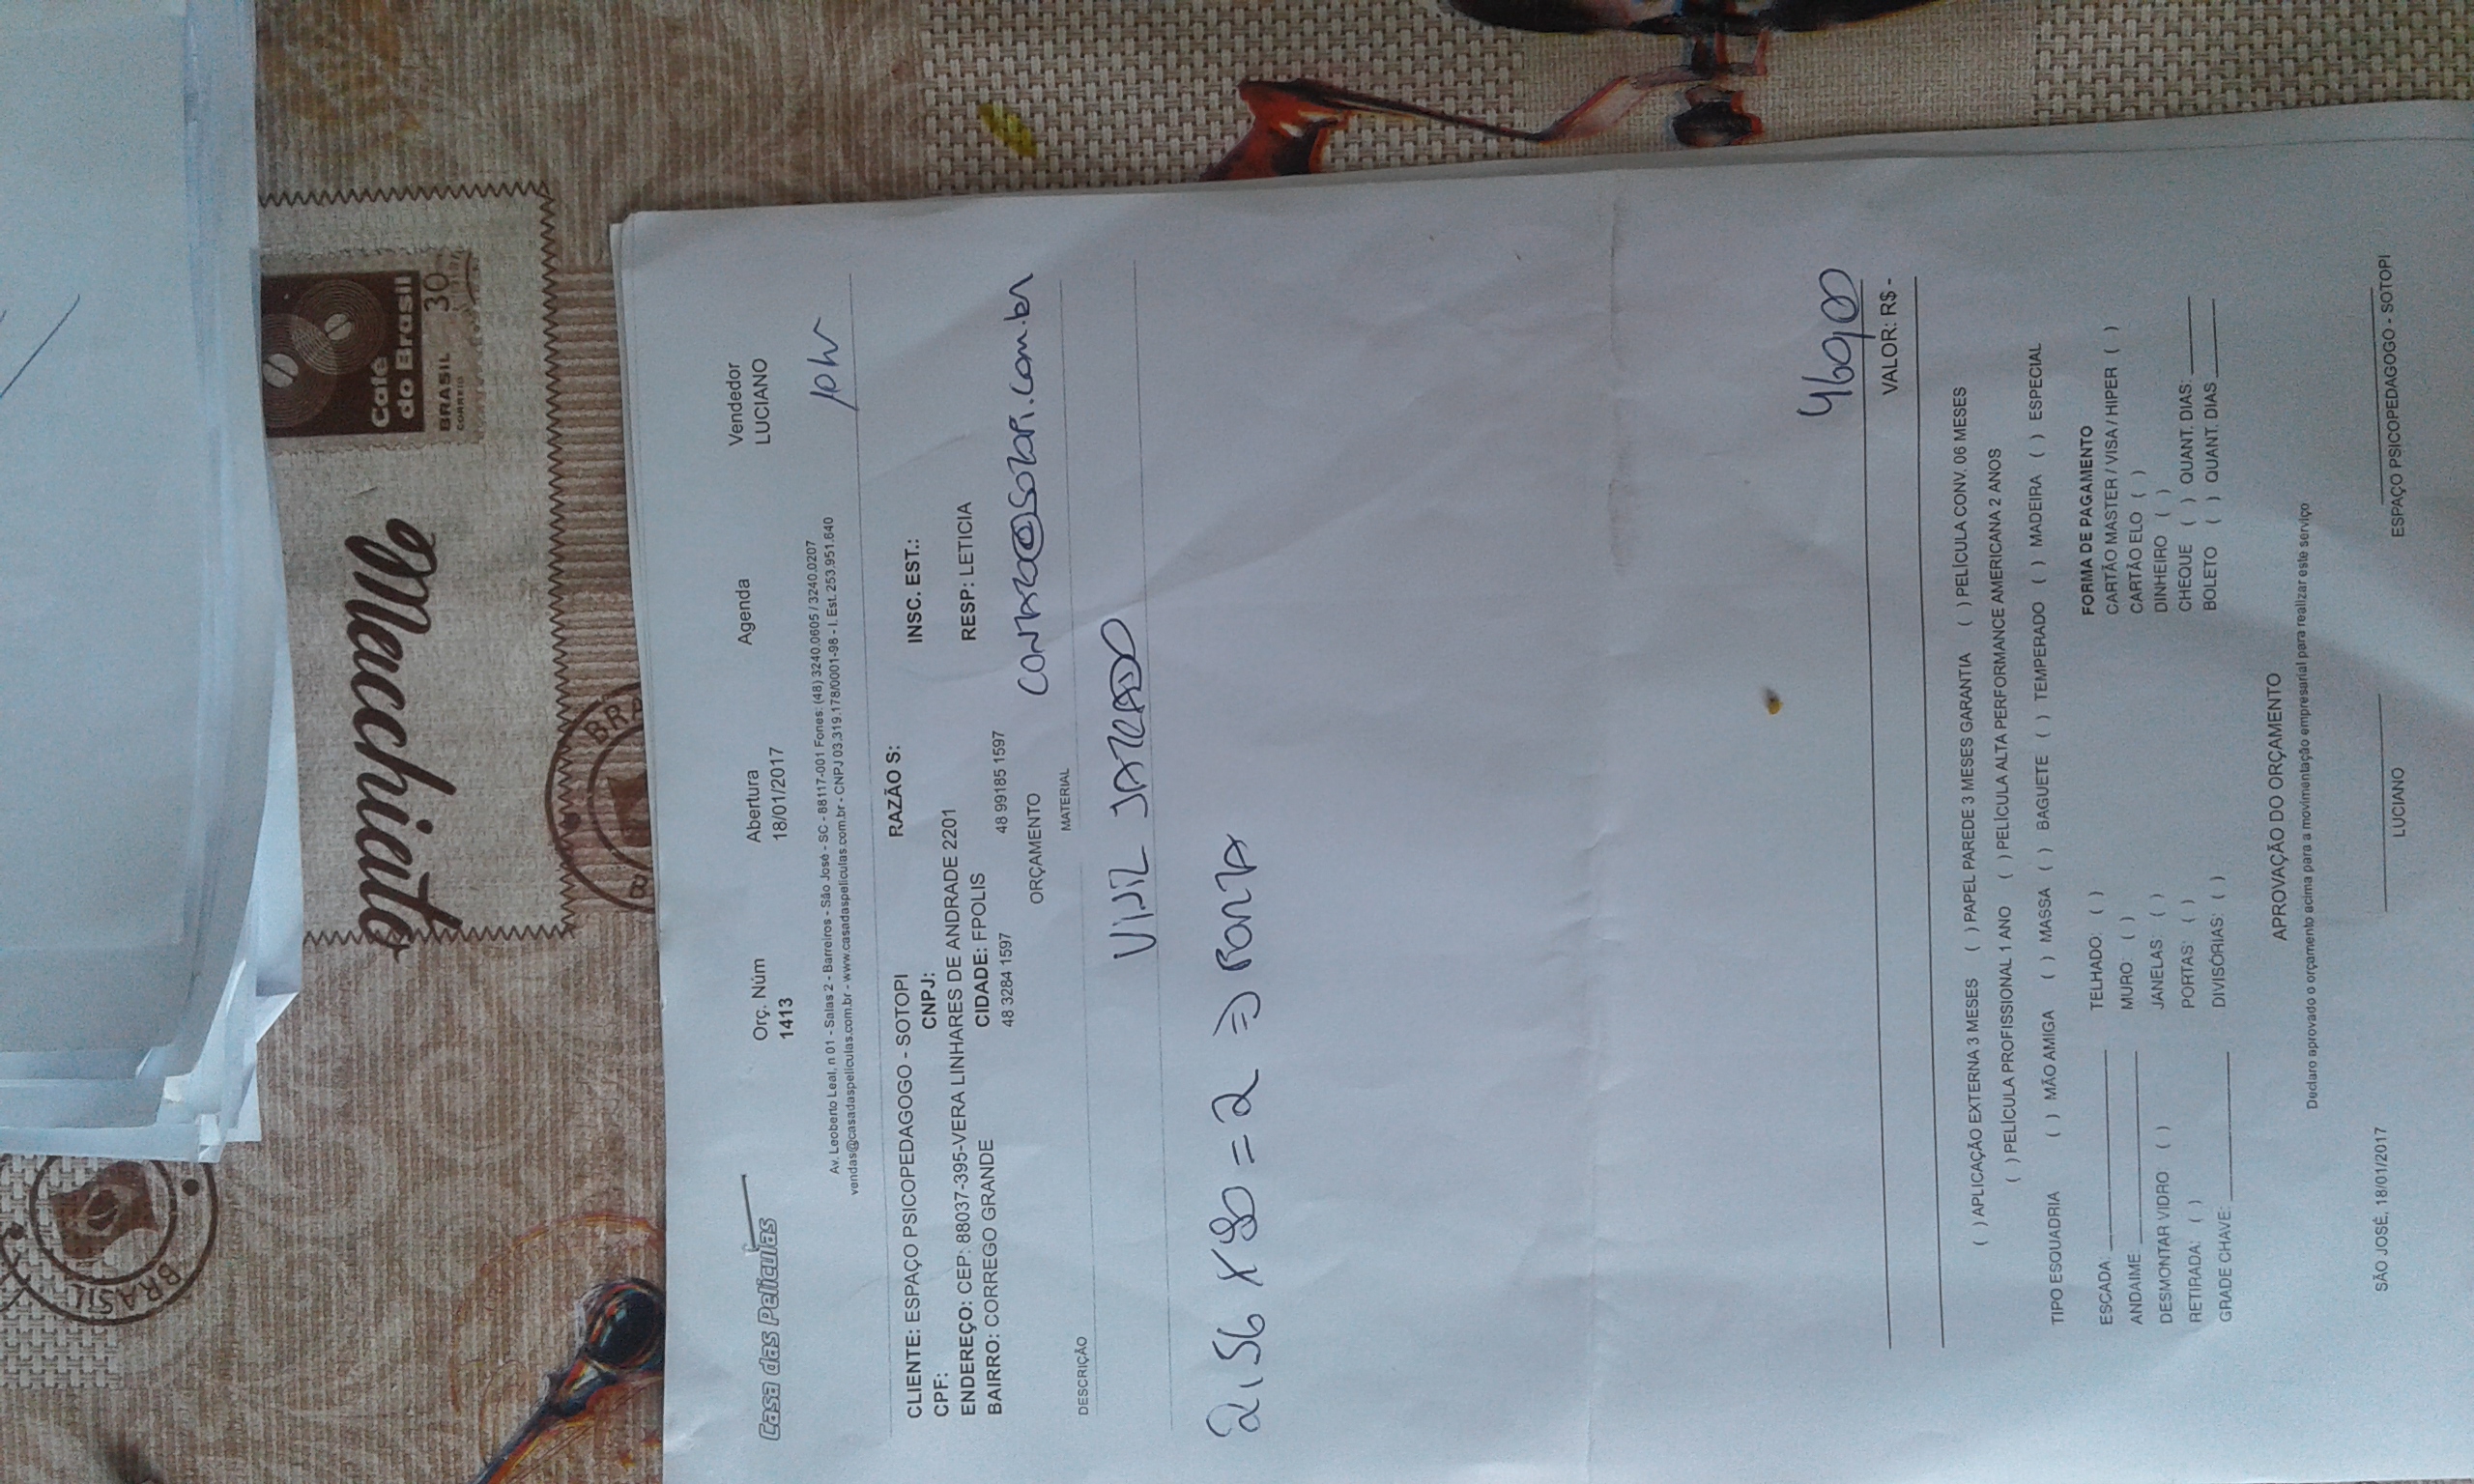 Machiato
Café
do Brasil
BRASIL 30
CORREIO
BRASIL
Casa das Películas
Orç. Núm
1413
Abertura
18/01/2017
Agenda
Vendedor
LUCIANO
Av. Leoberto Leal, n 01 - Salas 2 - Barreiros - São José - SC - 88117-001 Fones: (48) 3240.0605 / 3240.0207
vendas@casadaspeliculas.com.br - www.casadaspeliculas.com.br - CNPJ 03.319.178/0001-98 - I. Est. 253.951.640
CLIENTE: ESPAÇO PSICOPEDAGOGO - SOTOPI RAZÃO S:
CPF: CNPJ: INSC. EST.:
ENDEREÇO: CEP: 88037-395-VERA LINHARES DE ANDRADE 2201
BAIRRO: CORREGO GRANDE CIDADE: FPOLIS RESP: LETICIA
48 3284 1597 48 99185 1597
ORÇAMENTO CONTATO@SOTOPI.COM.BR
DESCRIÇÃO MATERIAL
VINIL JATEADO
2,56 X 80 = 2 => PORTA
460,00
VALOR: R$ -
( ) APLICAÇÃO EXTERNA 3 MESES ( ) PAPEL PAREDE 3 MESES GARANTIA ( ) PELÍCULA CONV. 06 MESES
( ) PELÍCULA PROFISSIONAL 1 ANO ( ) PELÍCULA ALTA PERFORMANCE AMERICANA 2 ANOS
TIPO ESQUADRIA ( ) MÃO AMIGA ( ) MASSA ( ) BAGUETE ( ) TEMPERADO ( ) MADEIRA ( ) ESPECIAL
ESCADA: TELHADO: ( )
ANDAIME MURO: ( )
DESMONTAR VIDRO ( ) JANELAS: ( )
RETIRADA: ( ) PORTAS: ( )
GRADE CHAVE: DIVISÓRIAS: ( )
FORMA DE PAGAMENTO
CARTÃO MASTER / VISA / HIPER ( )
CARTÃO ELO ( )
DINHEIRO ( )
CHEQUE ( ) QUANT. DIAS:
BOLETO ( ) QUANT. DIAS
APROVAÇÃO DO ORÇAMENTO
Declaro aprovado o orçamento acima para a movimentação empresarial para realizar este serviço
SÃO JOSÉ, 18/01/2017
LUCIANO
ESPAÇO PSICOPEDAGOGO - SOTOPI